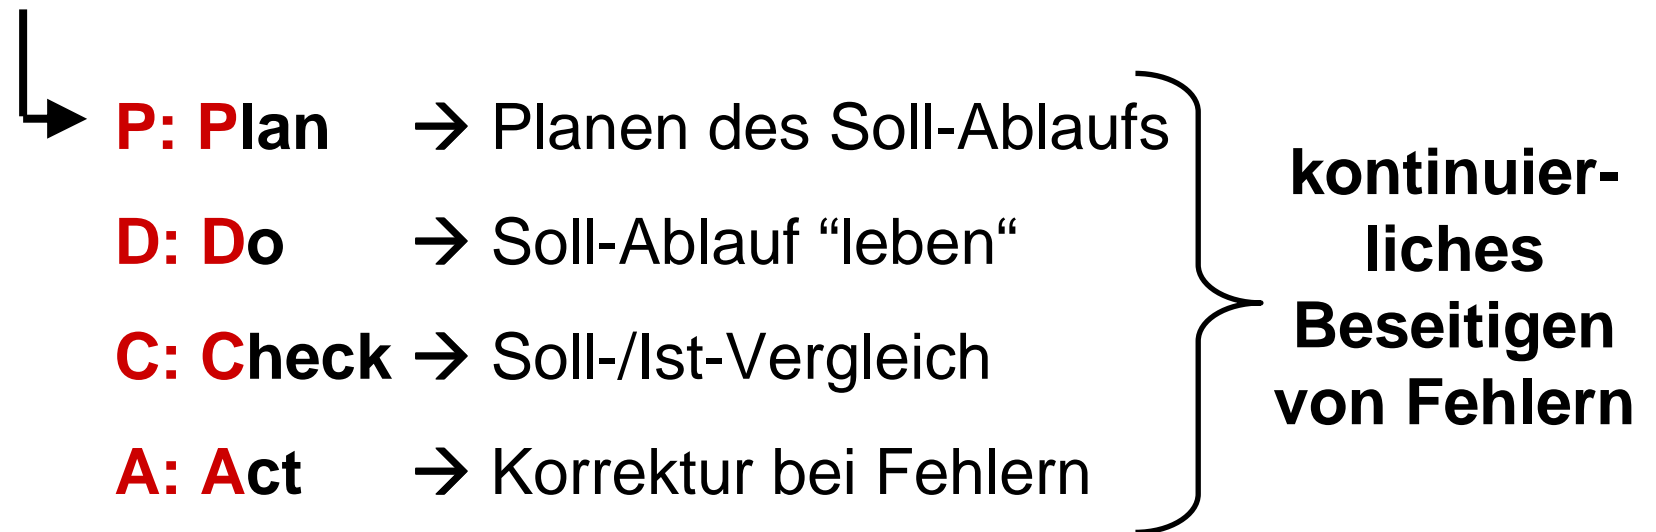 P: Plan → Planen des Soll-Ablaufs
D: Do → Soll-Ablauf “leben“
C: Check → Soll-/Ist-Vergleich
A: Act → Korrektur bei Fehlern
kontinuier-
liches
Beseitigen
von Fehlern